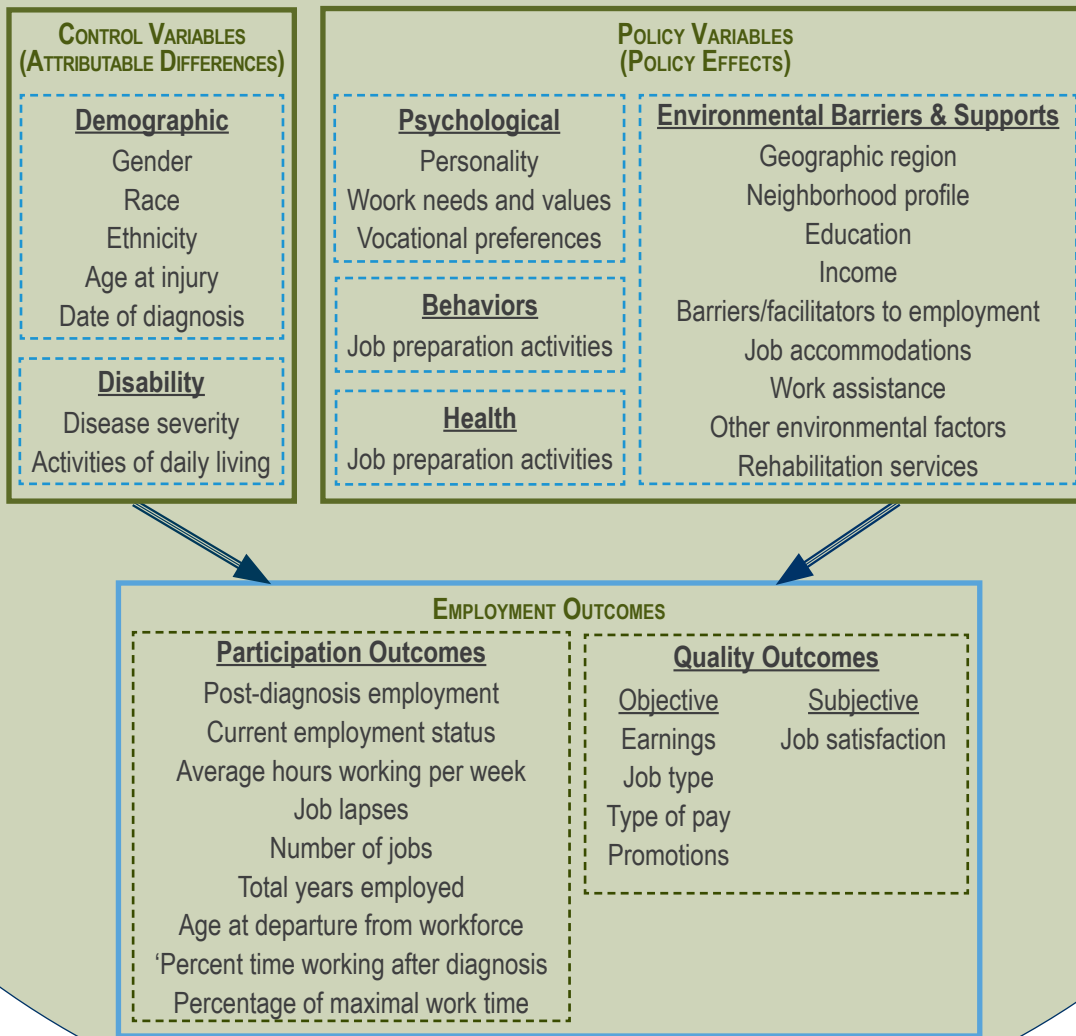 Control Variables
(Attributable Differences)
Demographic
Gender
Race
Ethnicity
Age at injury
Date of diagnosis
Disability
Disease severity
Activities of daily living
Policy Variables
(Policy Effects)
Psychological
Personality
Woork needs and values
Vocational preferences
Behaviors
Job preparation activities
Health
Job preparation activities
Environmental Barriers & Supports
Geographic region
Neighborhood profile
Education
Income
Barriers/facilitators to employment
Job accommodations
Work assistance
Other environmental factors
Rehabilitation services
Employment Outcomes
Participation Outcomes
Post-diagnosis employment
Current employment status
Average hours working per week
Job lapses
Number of jobs
Total years employed
Age at departure from workforce
‘Percent time working after diagnosis
Percentage of maximal work time
Quality Outcomes
Objective
Earnings
Job type
Type of pay
Promotions
Subjective
Job satisfaction